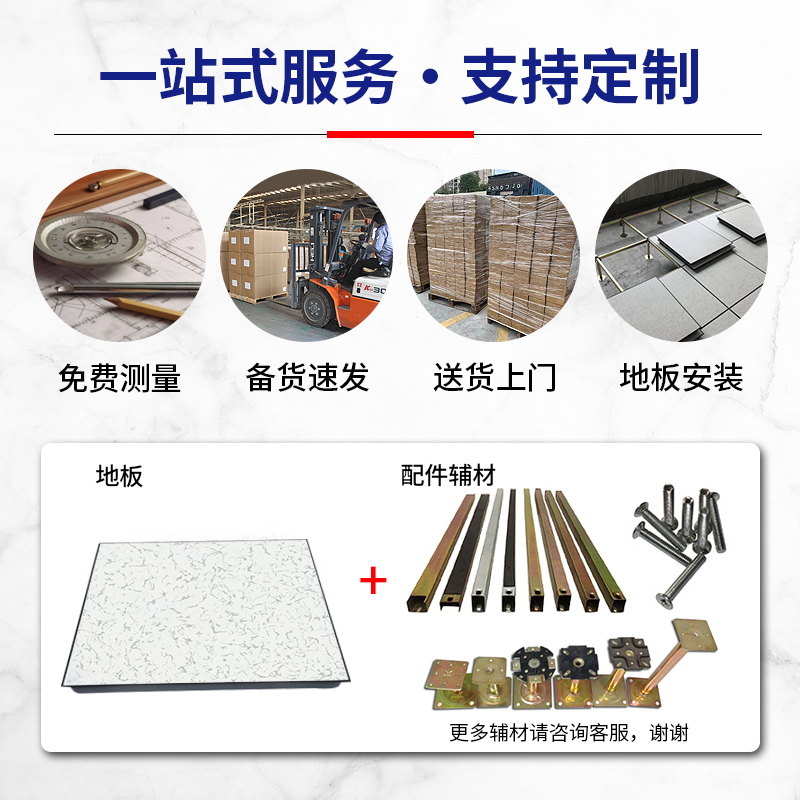 一站式服务·支持定制
免费测量
备货速发
送货上门
地板安装
地板
配件辅材
+
更多辅材请咨询客服，谢谢